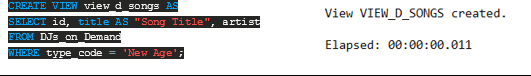 CREATE VIEW view_d_songs AS
SELECT id, title AS "Song Title", artist
FROM DJs_on_Demand
WHERE type_code = 'New Age';
View VIEW_D_SONGS created.
Elapsed: 00:00:00.011